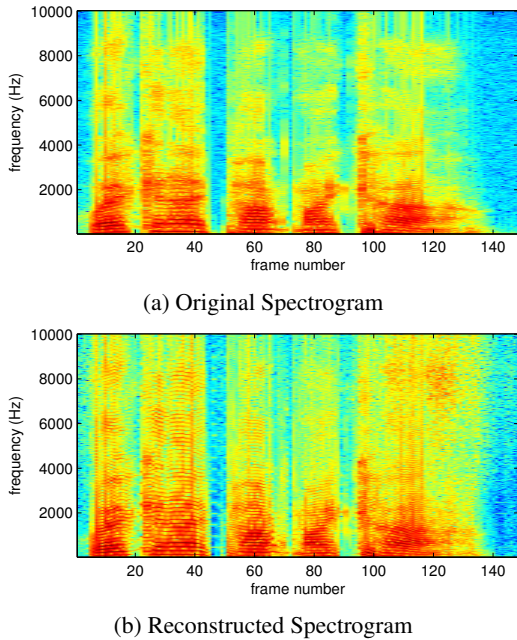 10000
8000
6000
4000
2000
frequency (Hz)
20 40 60 80 100 120 140
frame number
(a) Original Spectrogram
10000
8000
6000
4000
2000
frequency (Hz)
20 40 60 80 100 120 140
frame number
(b) Reconstructed Spectrogram